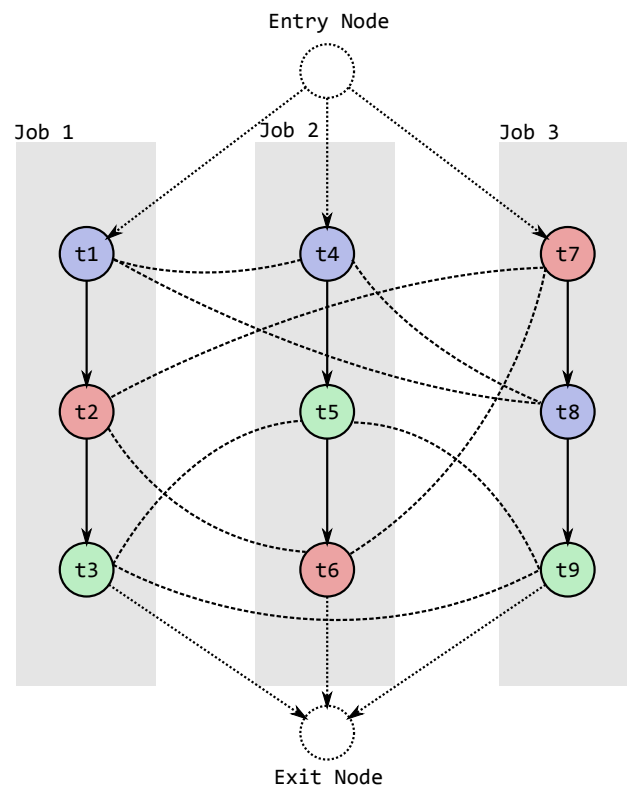 Entry Node
Job 1
Job 2
Job 3
t1
t4
t7
t2
t5
t8
t3
t6
t9
Exit Node